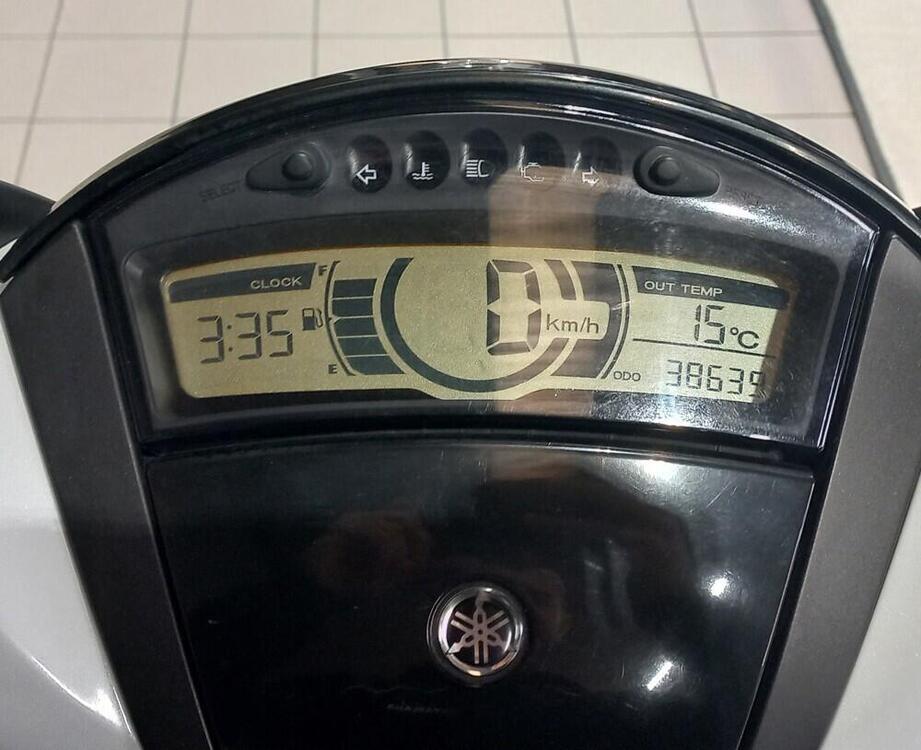 SELECT
CLOCK
3:35
F
E
0 km/h
OUT TEMP
15°C
ODO 38639